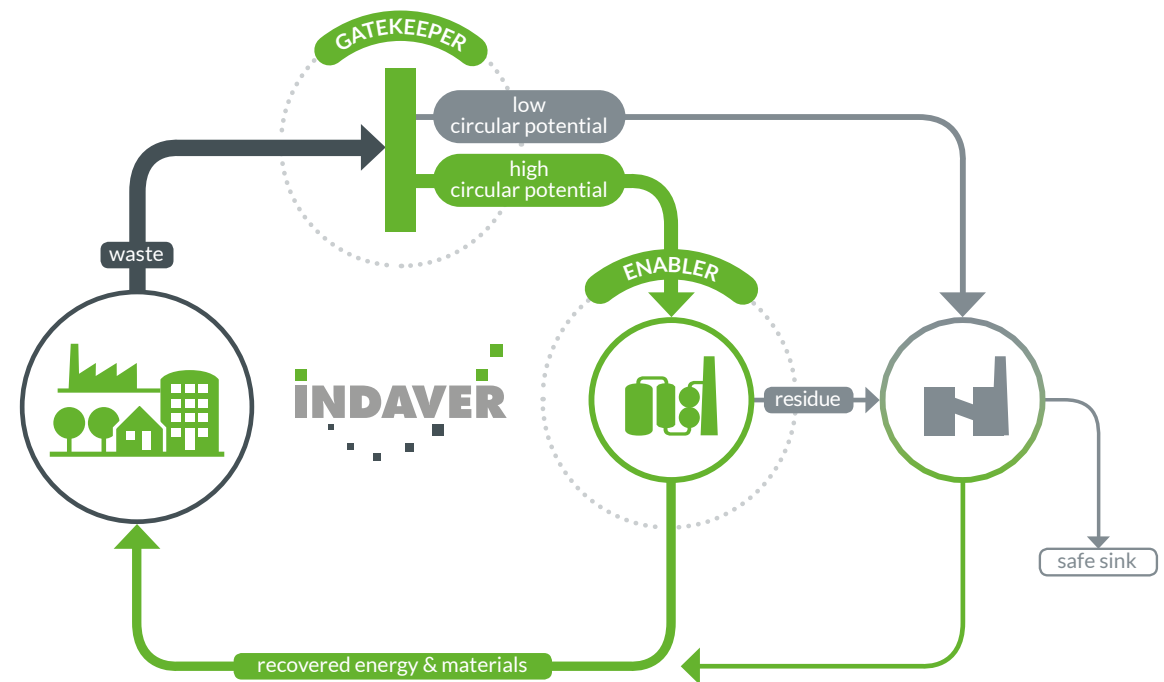 GATEKEEPER
low
circular potential
high
circular potential
waste
ENABLER
INDAVER
residue
safe sink
recovered energy & materials